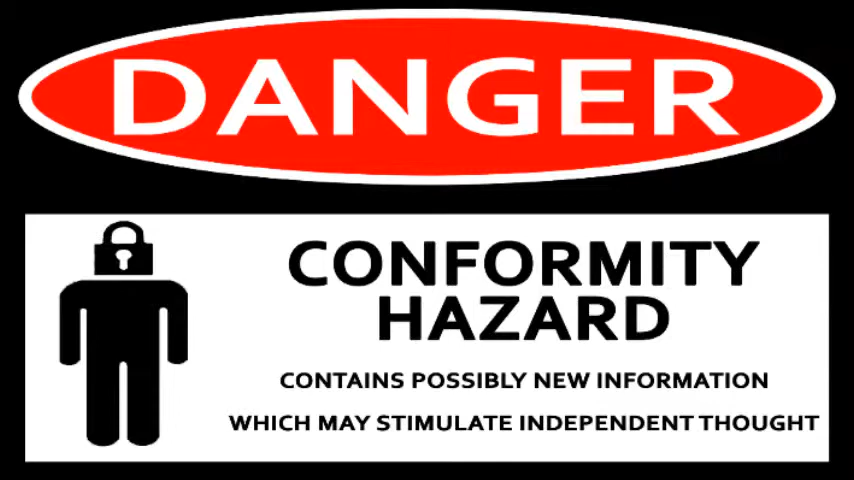 DANGER
CONFORMITY
HAZARD
CONTAINS POSSIBLY NEW INFORMATION
WHICH MAY STIMULATE INDEPENDENT THOUGHT